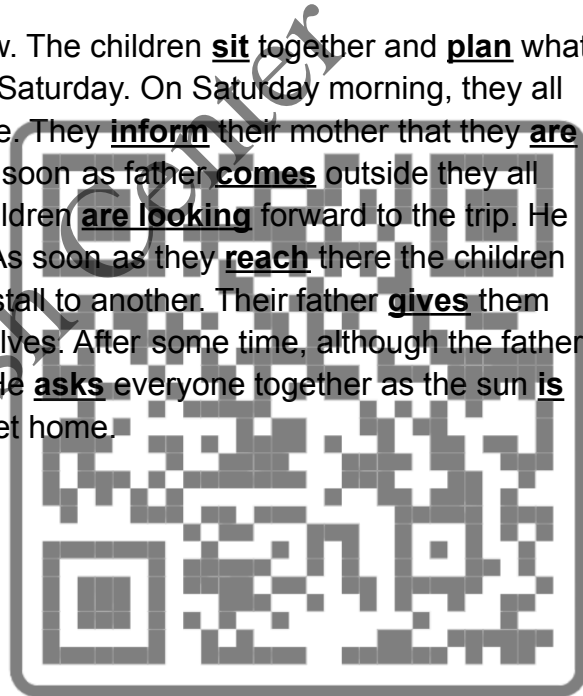 w. The children sit together and plan what
Saturday. On Saturday morning, they all
e. They inform their mother that they are
soon as father comes outside they all
ldren are looking forward to the trip. He
As soon as they reach there the children
stall to another. Their father gives them
lves. After some time, although the father
He asks everyone together as the sun is
et home.
Center